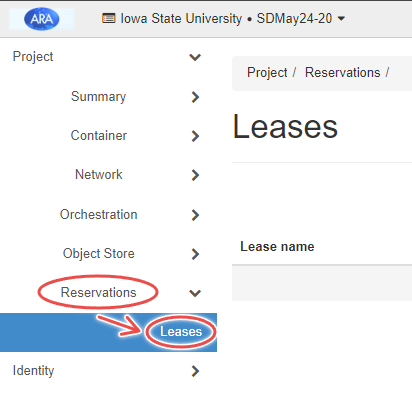 ARA
Iowa State University • SDMay24-20
Project
Summary
Container
Network
Orchestration
Object Store
Reservations
Leases
Identity
Project / Reservations /
Leases
Lease name